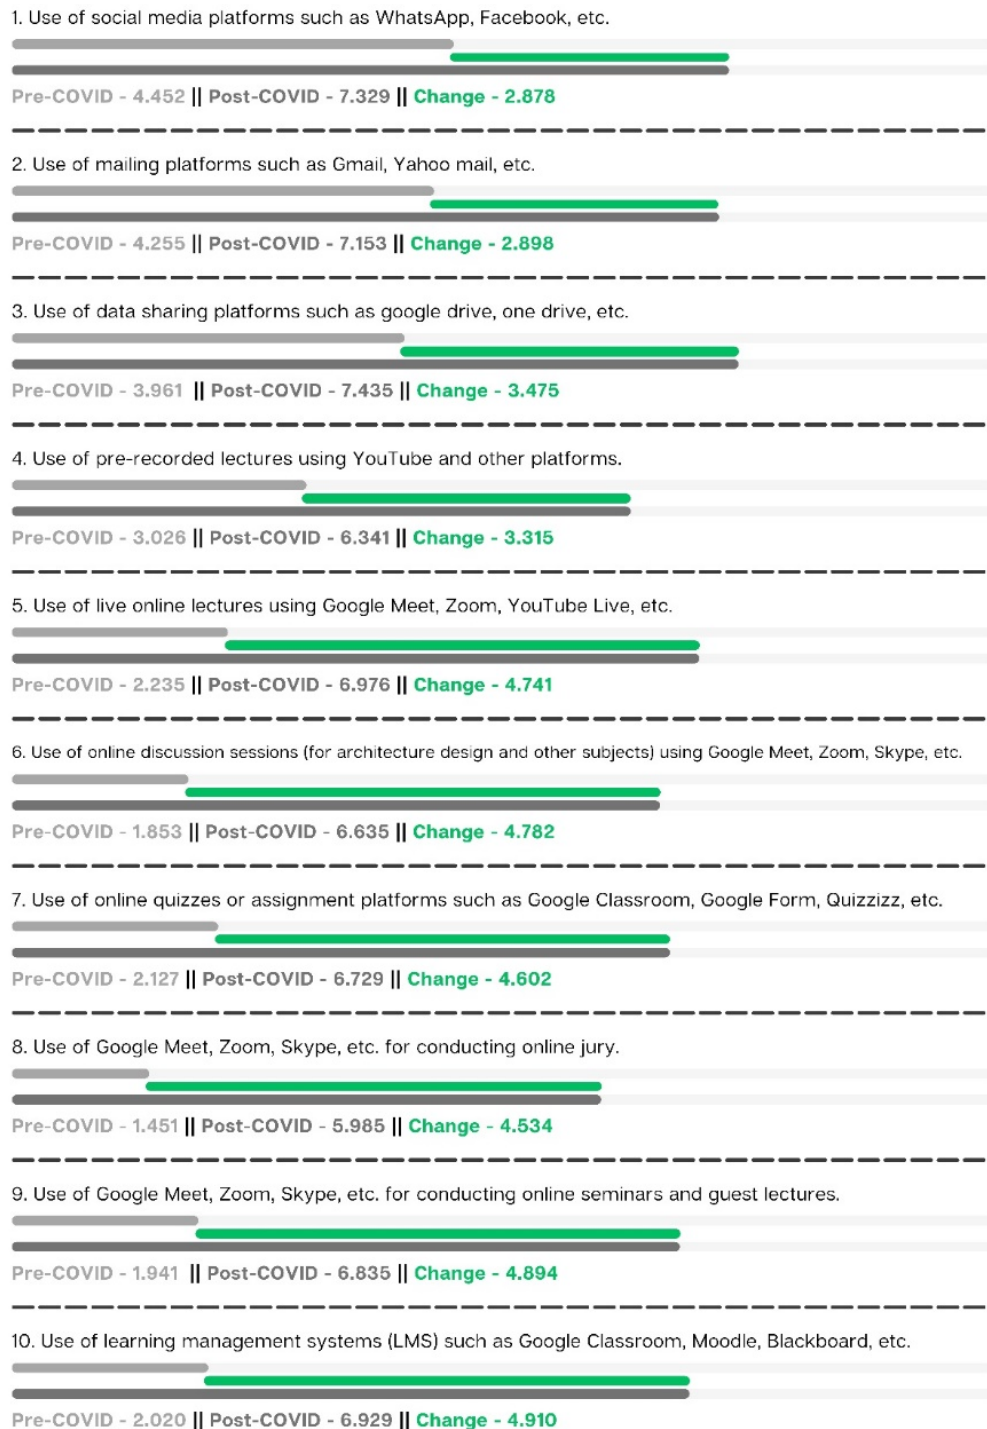 1. Use of social media platforms such as WhatsApp, Facebook, etc.
Pre-COVID - 4.452 || Post-COVID - 7.329 || Change - 2.878
2. Use of mailing platforms such as Gmail, Yahoo mail, etc.
Pre-COVID - 4.255 || Post-COVID - 7.153 || Change - 2.898
3. Use of data sharing platforms such as google drive, one drive, etc.
Pre-COVID - 3.961 || Post-COVID - 7.435 || Change - 3.475
4. Use of pre-recorded lectures using YouTube and other platforms.
Pre-COVID - 3.026 || Post-COVID - 6.341 || Change - 3.315
5. Use of live online lectures using Google Meet, Zoom, YouTube Live, etc.
Pre-COVID - 2.235 || Post-COVID - 6.976 || Change - 4.741
6. Use of online discussion sessions (for architecture design and other subjects) using Google Meet, Zoom, Skype, etc.
Pre-COVID - 1.853 || Post-COVID - 6.635 || Change - 4.782
7. Use of online quizzes or assignment platforms such as Google Classroom, Google Form, Quizzizz, etc.
Pre-COVID - 2.127 || Post-COVID - 6.729 || Change - 4.602
8. Use of Google Meet, Zoom, Skype, etc. for conducting online jury.
Pre-COVID - 1.451 || Post-COVID - 5.985 || Change - 4.534
9. Use of Google Meet, Zoom, Skype, etc. for conducting online seminars and guest lectures.
Pre-COVID - 1.941 || Post-COVID - 6.835 || Change - 4.894
10. Use of learning management systems (LMS) such as Google Classroom, Moodle, Blackboard, etc.
Pre-COVID - 2.020 || Post-COVID - 6.929 || Change - 4.910